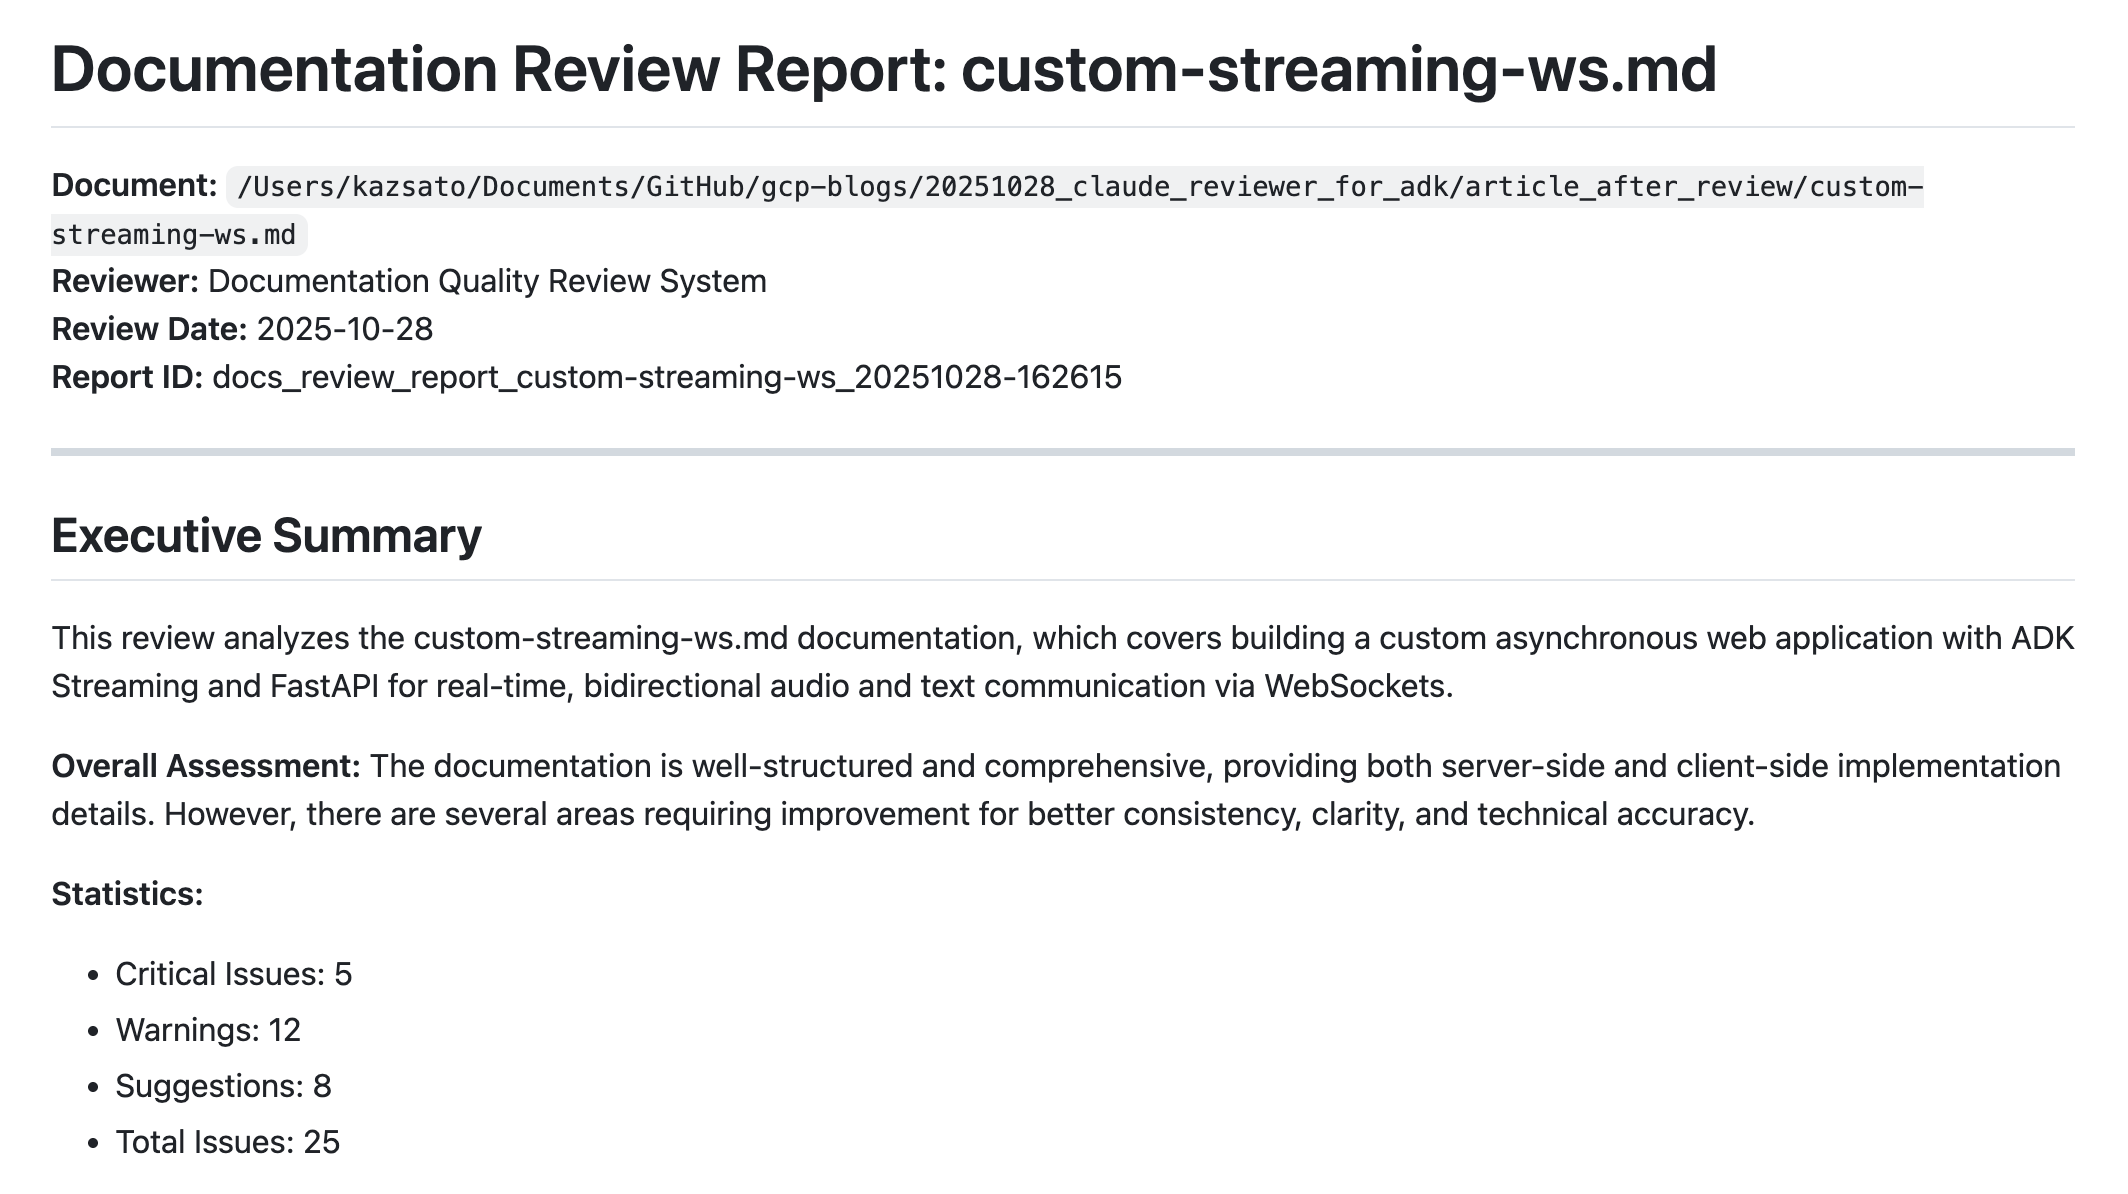 Documentation Review Report: custom-streaming-ws.md
Document: /Users/kazsato/Documents/GitHub/gcp-blogs/20251028_claude_reviewer_for_adk/article_after_review/custom-
streaming-ws.md
Reviewer: Documentation Quality Review System
Review Date: 2025-10-28
Report ID: docs_review_report_custom-streaming-ws_20251028-162615
Executive Summary
This review analyzes the custom-streaming-ws.md documentation, which covers building a custom asynchronous web application with ADK
Streaming and FastAPI for real-time, bidirectional audio and text communication via WebSockets.
Overall Assessment: The documentation is well-structured and comprehensive, providing both server-side and client-side implementation
details. However, there are several areas requiring improvement for better consistency, clarity, and technical accuracy.
Statistics:
• Critical Issues: 5
• Warnings: 12
• Suggestions: 8
• Total Issues: 25